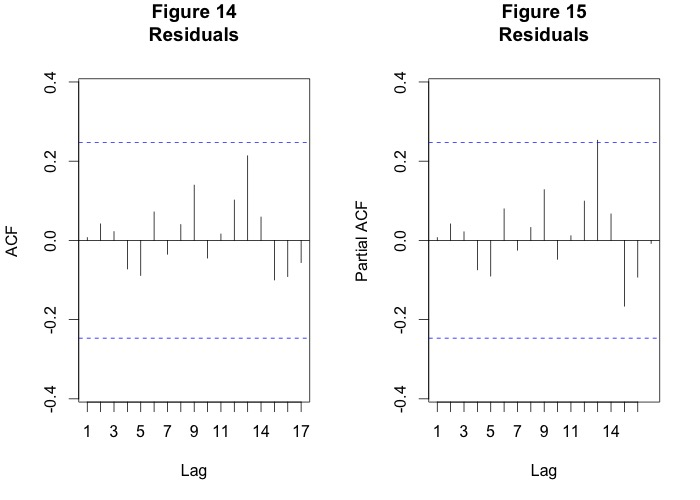 Figure 14
Residuals
ACF
0.4
0.2
0.0
-0.2
-0.4
1 3 5 7 9 11 14 17
Lag
Figure 15
Residuals
Partial ACF
0.4
0.2
0.0
-0.2
-0.4
1 3 5 7 9 11 14
Lag